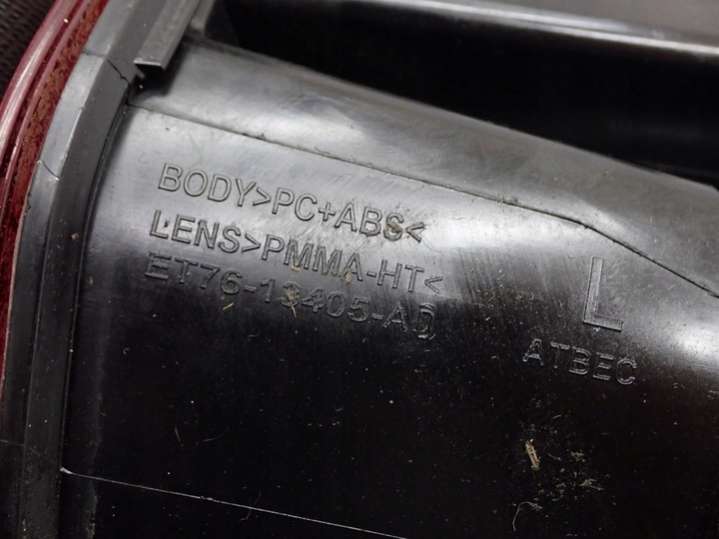 BODY>PC+ABS<
LENS>PMMA-HT<
ET76-13405-AD
L
ATBEC